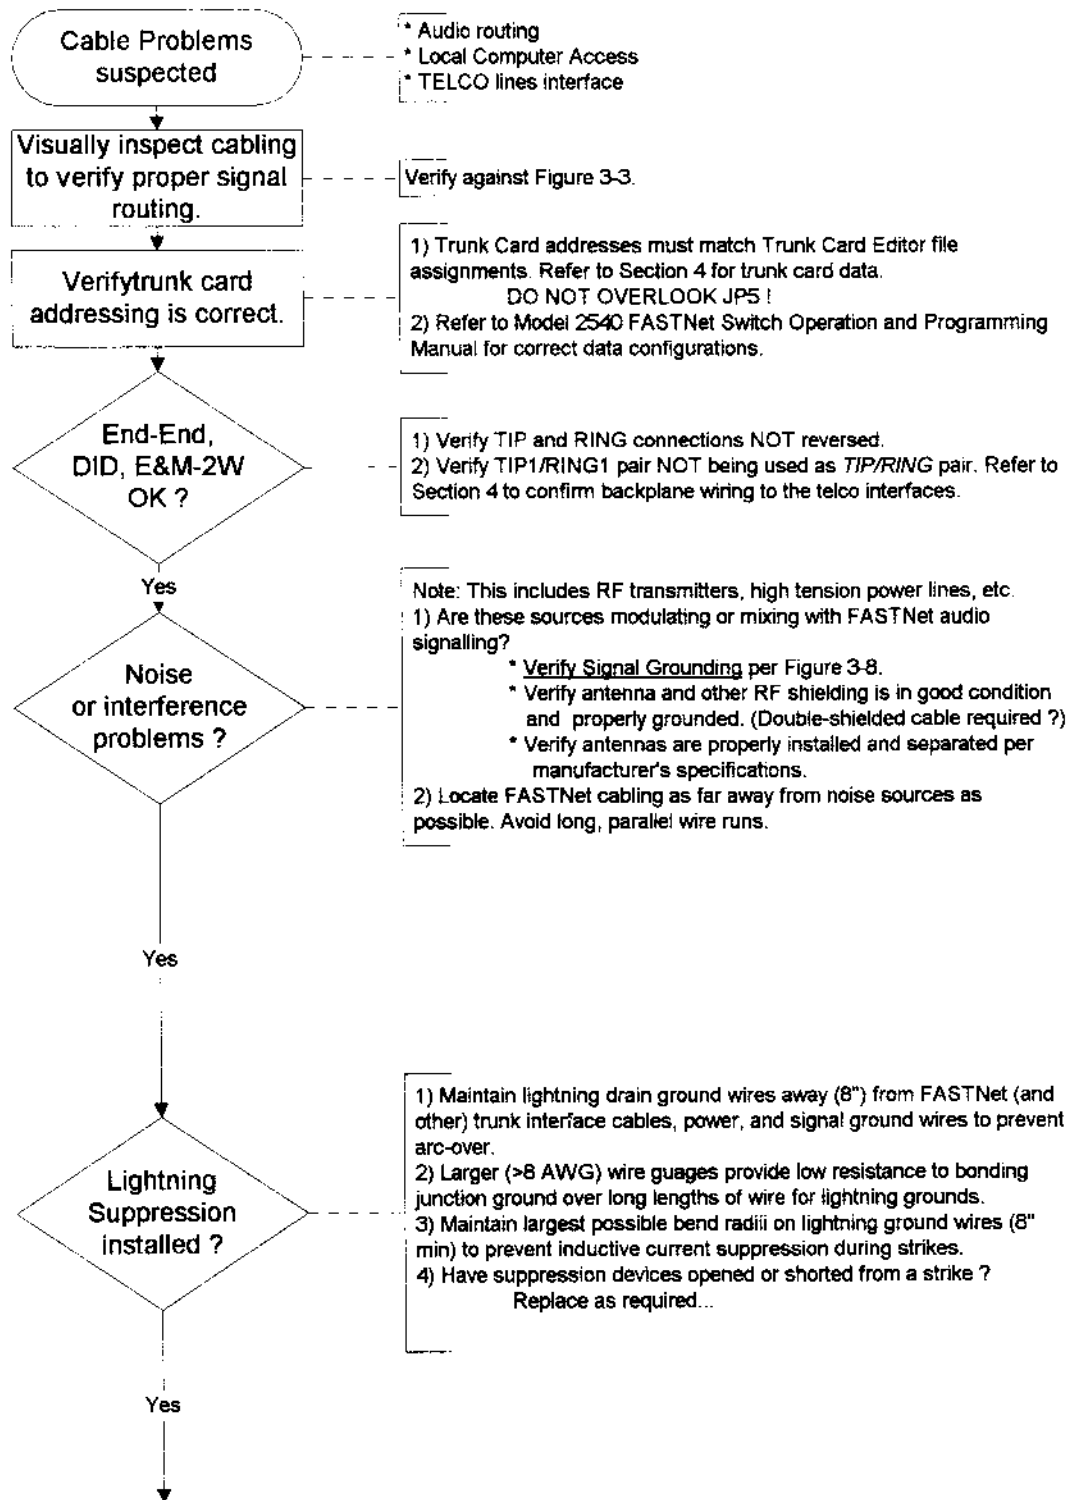 Cable Problems
suspected
* Audio routing
* Local Computer Access
* TELCO lines interface
Visually inspect cabling
to verify proper signal
routing.
Verify against Figure 3-3.
Verifytrunk card
addressing is correct.
1) Trunk Card addresses must match Trunk Card Editor file
assignments. Refer to Section 4 for trunk card data.
DO NOT OVERLOOK JP5 !
2) Refer to Model 2540 FASTNet Switch Operation and Programming
Manual for correct data configurations.
End-End,
DID, E&M-2W
OK ?
1) Verify TIP and RING connections NOT reversed.
2) Verify TIP1/RING1 pair NOT being used as TIP/RING pair. Refer to
Section 4 to confirm backplane wiring to the telco interfaces.
Yes
Noise
or interference
problems ?
Note: This includes RF transmitters, high tension power lines, etc.
1) Are these sources modulating or mixing with FASTNet audio
signalling?
* Verify Signal Grounding per Figure 3-8.
* Verify antenna and other RF shielding is in good condition
and properly grounded. (Double-shielded cable required ?)
* Verify antennas are properly installed and separated per
manufacturer's specifications.
2) Locate FASTNet cabling as far away from noise sources as
possible. Avoid long, parallel wire runs.
Yes
Lightning
Suppression
installed ?
1) Maintain lightning drain ground wires away (8") from FASTNet (and
other) trunk interface cables, power, and signal ground wires to prevent
arc-over.
2) Larger (>8 AWG) wire guages provide low resistance to bonding
junction ground over long lengths of wire for lightning grounds.
3) Maintain largest possible bend radiii on lightning ground wires (8"
min) to prevent inductive current suppression during strikes.
4) Have suppression devices opened or shorted from a strike ?
Replace as required...
Yes